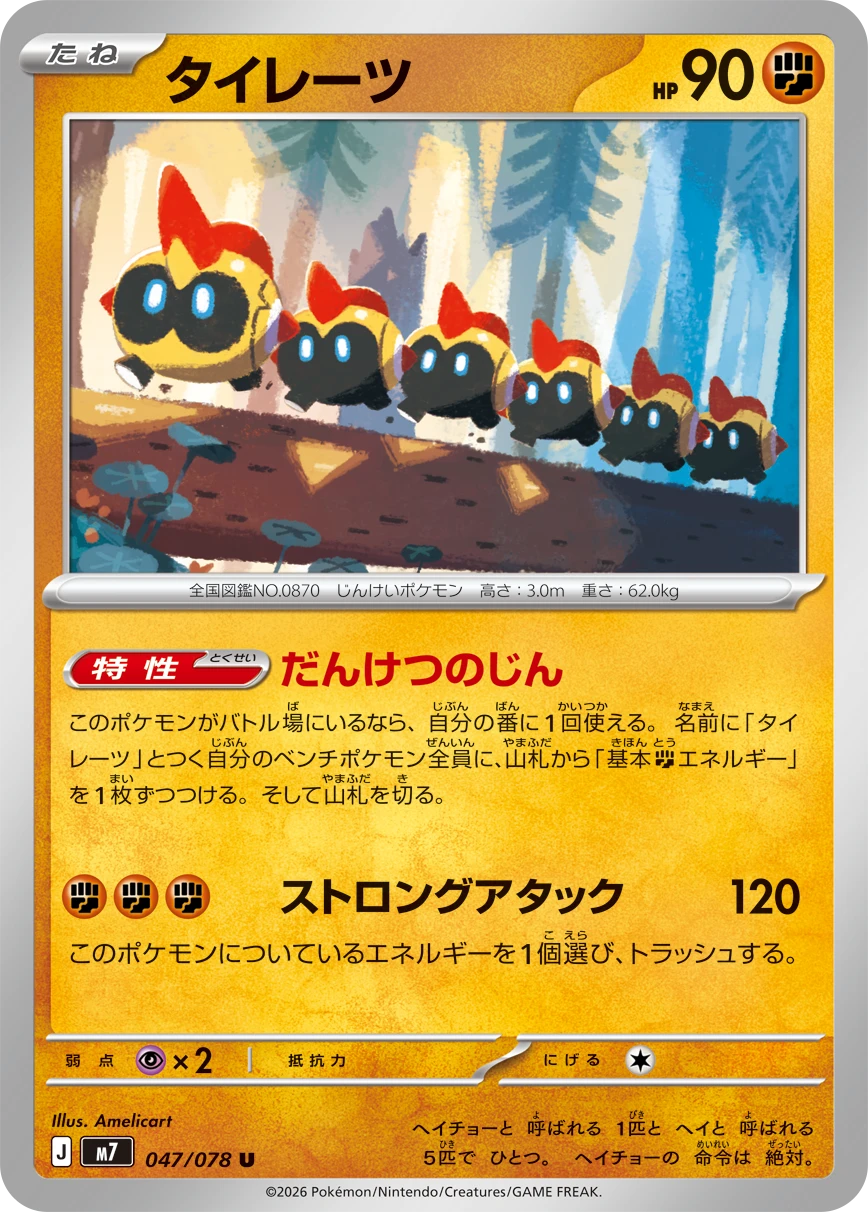 たね
タイレーツ
HP 90
全国図鑑NO.0870 じんけいポケモン 高さ：3.0m 重さ：62.0kg
特性 とくせい だんけつのじん
このポケモンがバトル場にいるなら、自分の番に1回使える。名前に「タイ
レーツ」とつく自分のベンチポケモン全員に、山札から「基本エネルギー」
を1枚ずつつける。そして山札を切る。
ストロングアタック 120
このポケモンについているエネルギーを1個選び、トラッシュする。
弱点 ×2 抵抗力 にげる
Illus. Amelicart
J m7 047/078 U
ヘイチョーと 呼ばれる 1匹と ヘイと 呼ばれる
5匹で ひとつ。 ヘイチョーの 命令は 絶対。
©2026 Pokémon/Nintendo/Creatures/GAME FREAK.